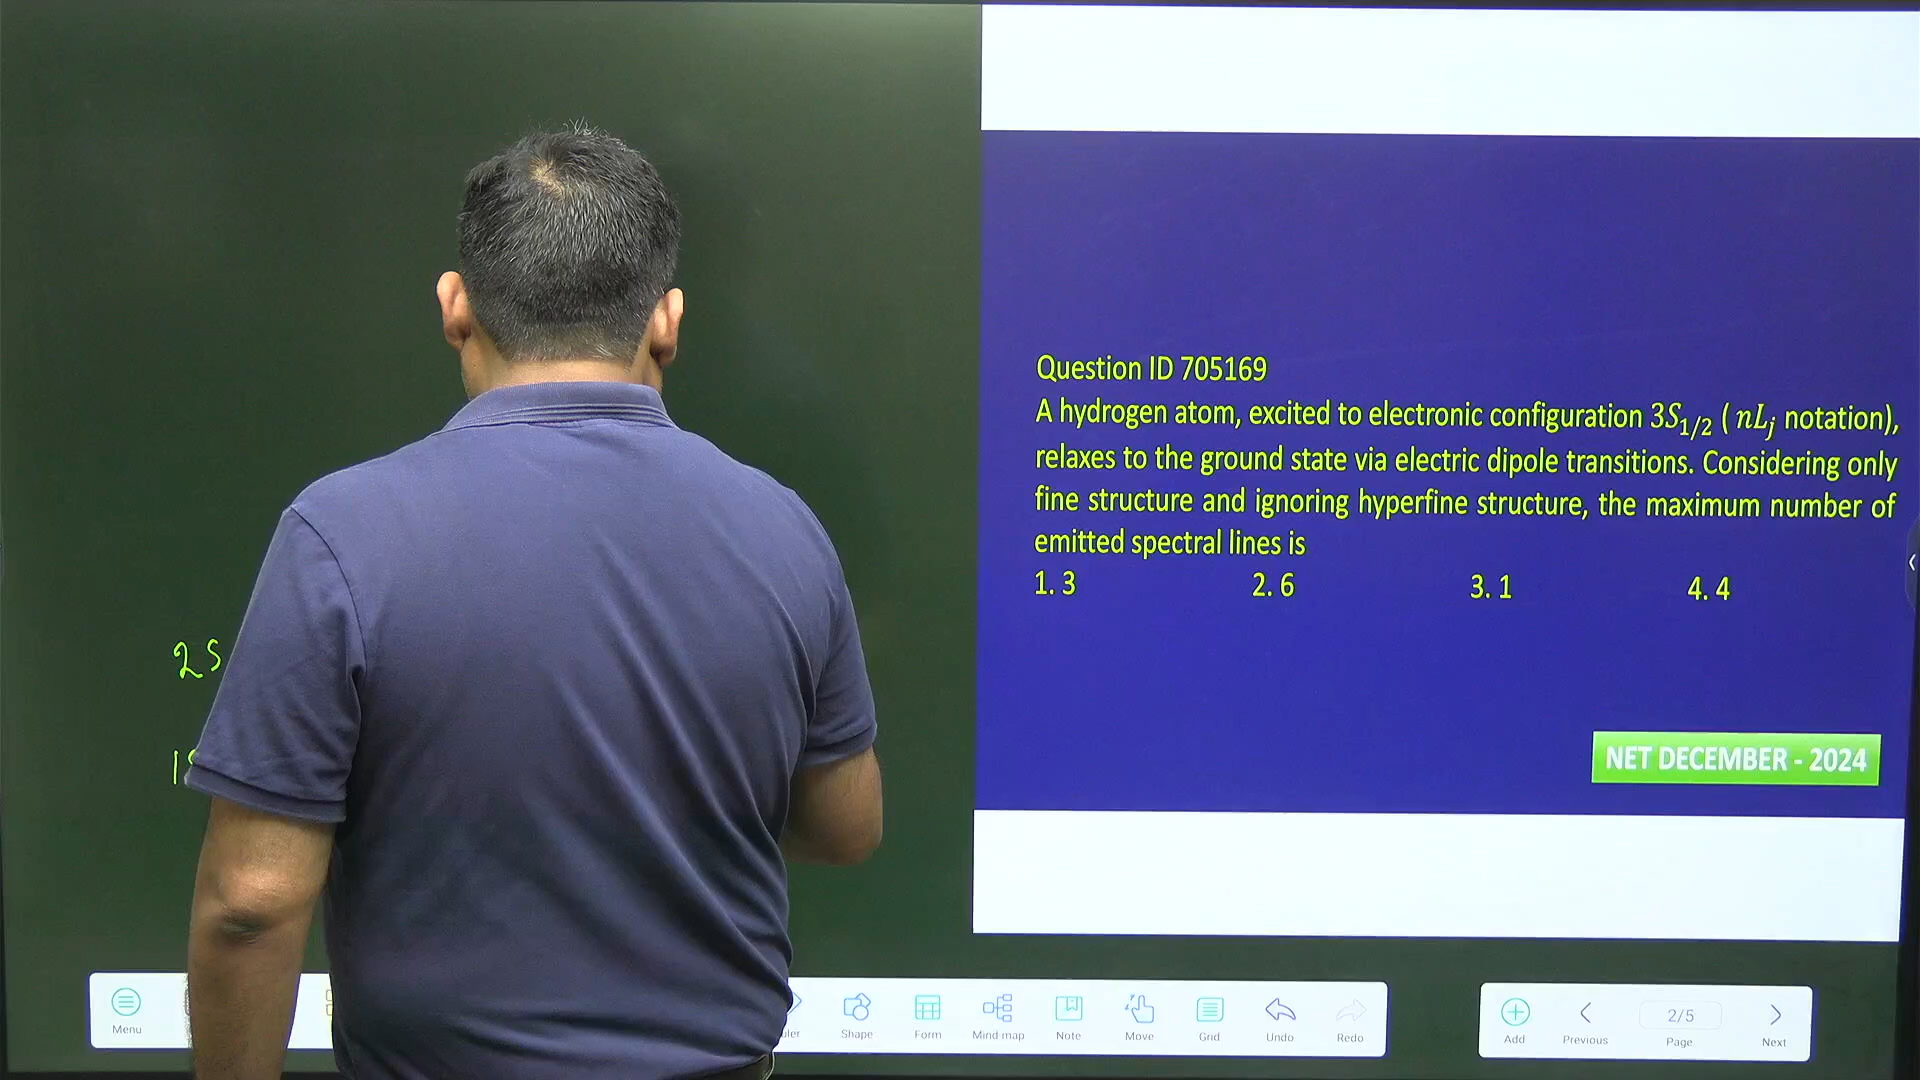 2S
Question ID 705169
A hydrogen atom, excited to electronic configuration 3S_{1/2} ( nL_j notation),
relaxes to the ground state via electric dipole transitions. Considering only
fine structure and ignoring hyperfine structure, the maximum number of
emitted spectral lines is
1. 3 2. 6 3. 1 4. 4
NET DECEMBER - 2024
Menu Shape Form Mind map Note Move Grid Undo Redo
Add Previous 2/5 Page Next